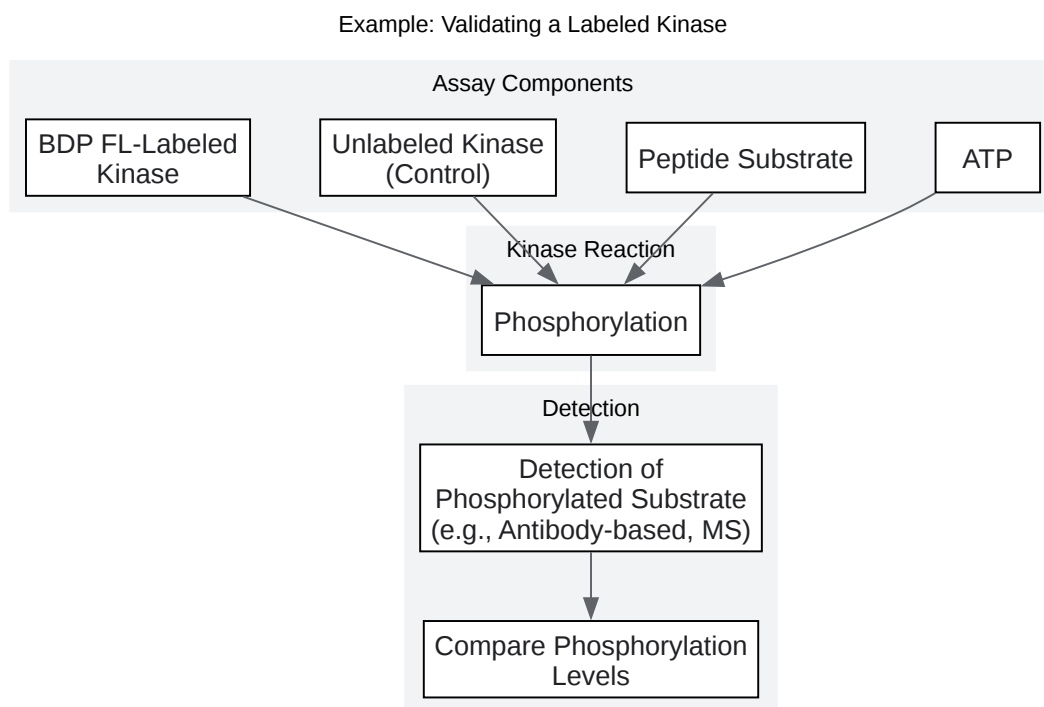 Example: Validating a Labeled Kinase
Assay Components
BDP FL-Labeled
Kinase
Unlabeled Kinase
(Control)
Peptide Substrate
ATP
Kinase Reaction
Phosphorylation
Detection
Detection of
Phosphorylated Substrate
(e.g., Antibody-based, MS)
Compare Phosphorylation
Levels